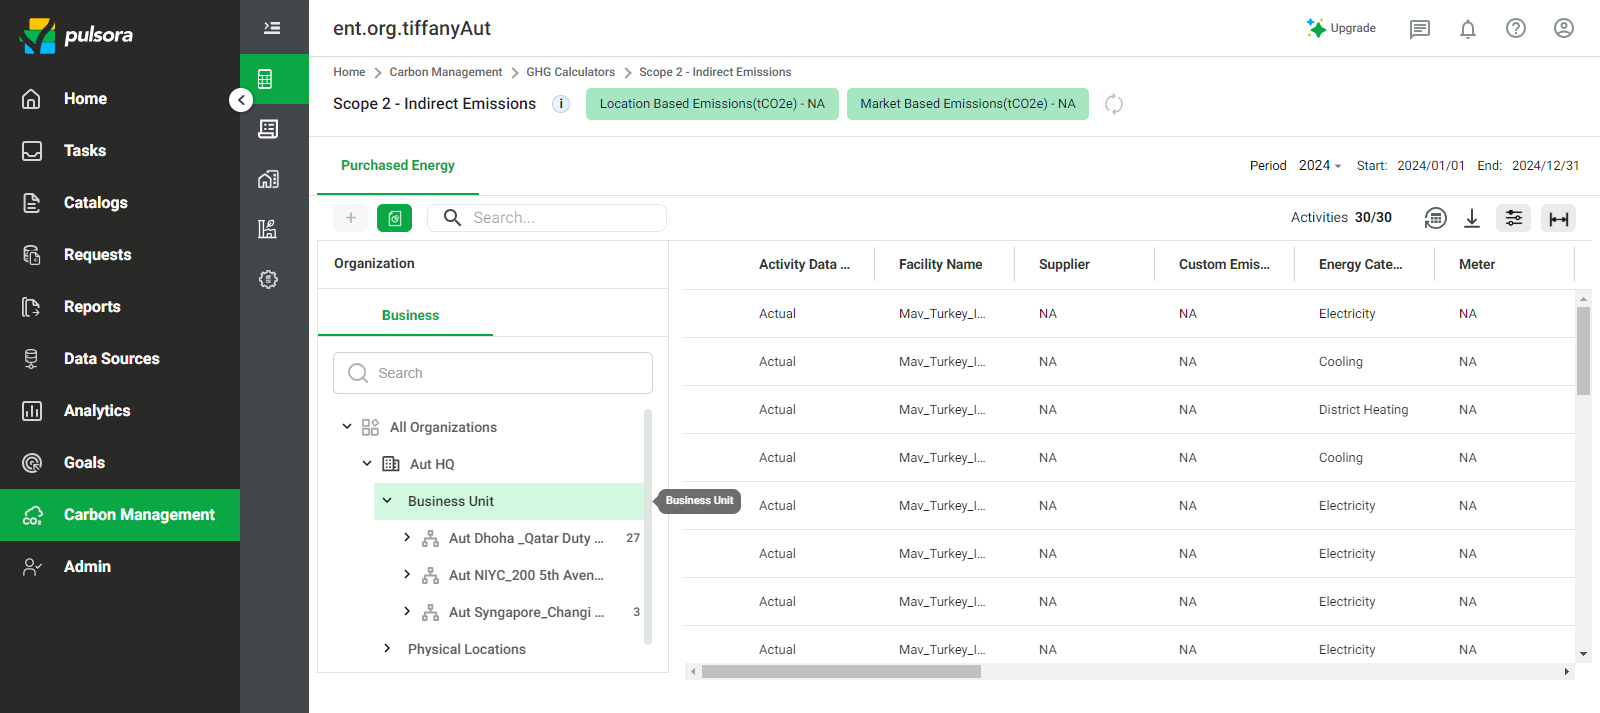 pulsora
Home
Tasks
Catalogs
Requests
Reports
Data Sources
Analytics
Goals
Carbon Management
Admin
ent.org.tiffanyAut
Upgrade
Home > Carbon Management > GHG Calculators > Scope 2 - Indirect Emissions
Scope 2 - Indirect Emissions
Location Based Emissions(tCO2e) - NA
Market Based Emissions(tCO2e) - NA
Purchased Energy
Period 2024 Start: 2024/01/01 End: 2024/12/31
Search...
Activities 30/30
Organization
Business
Search
All Organizations
Aut HQ
Business Unit
Business Unit
Aut Dhoha _Qatar Duty ... 27
Aut NIYC_200 5th Aven...
Aut Syngapore_Changi ... 3
Physical Locations
Activity Data ... Facility Name Supplier Custom Emis... Energy Cate... Meter
Actual Mav_Turkey_I... NA NA Electricity NA
Actual Mav_Turkey_I... NA NA Cooling NA
Actual Mav_Turkey_I... NA NA District Heating NA
Actual Mav_Turkey_I... NA NA Cooling NA
Actual Mav_Turkey_I... NA NA Electricity NA
Actual Mav_Turkey_I... NA NA Electricity NA
Actual Mav_Turkey_I... NA NA Electricity NA
Actual Mav_Turkey_I... NA NA Electricity NA